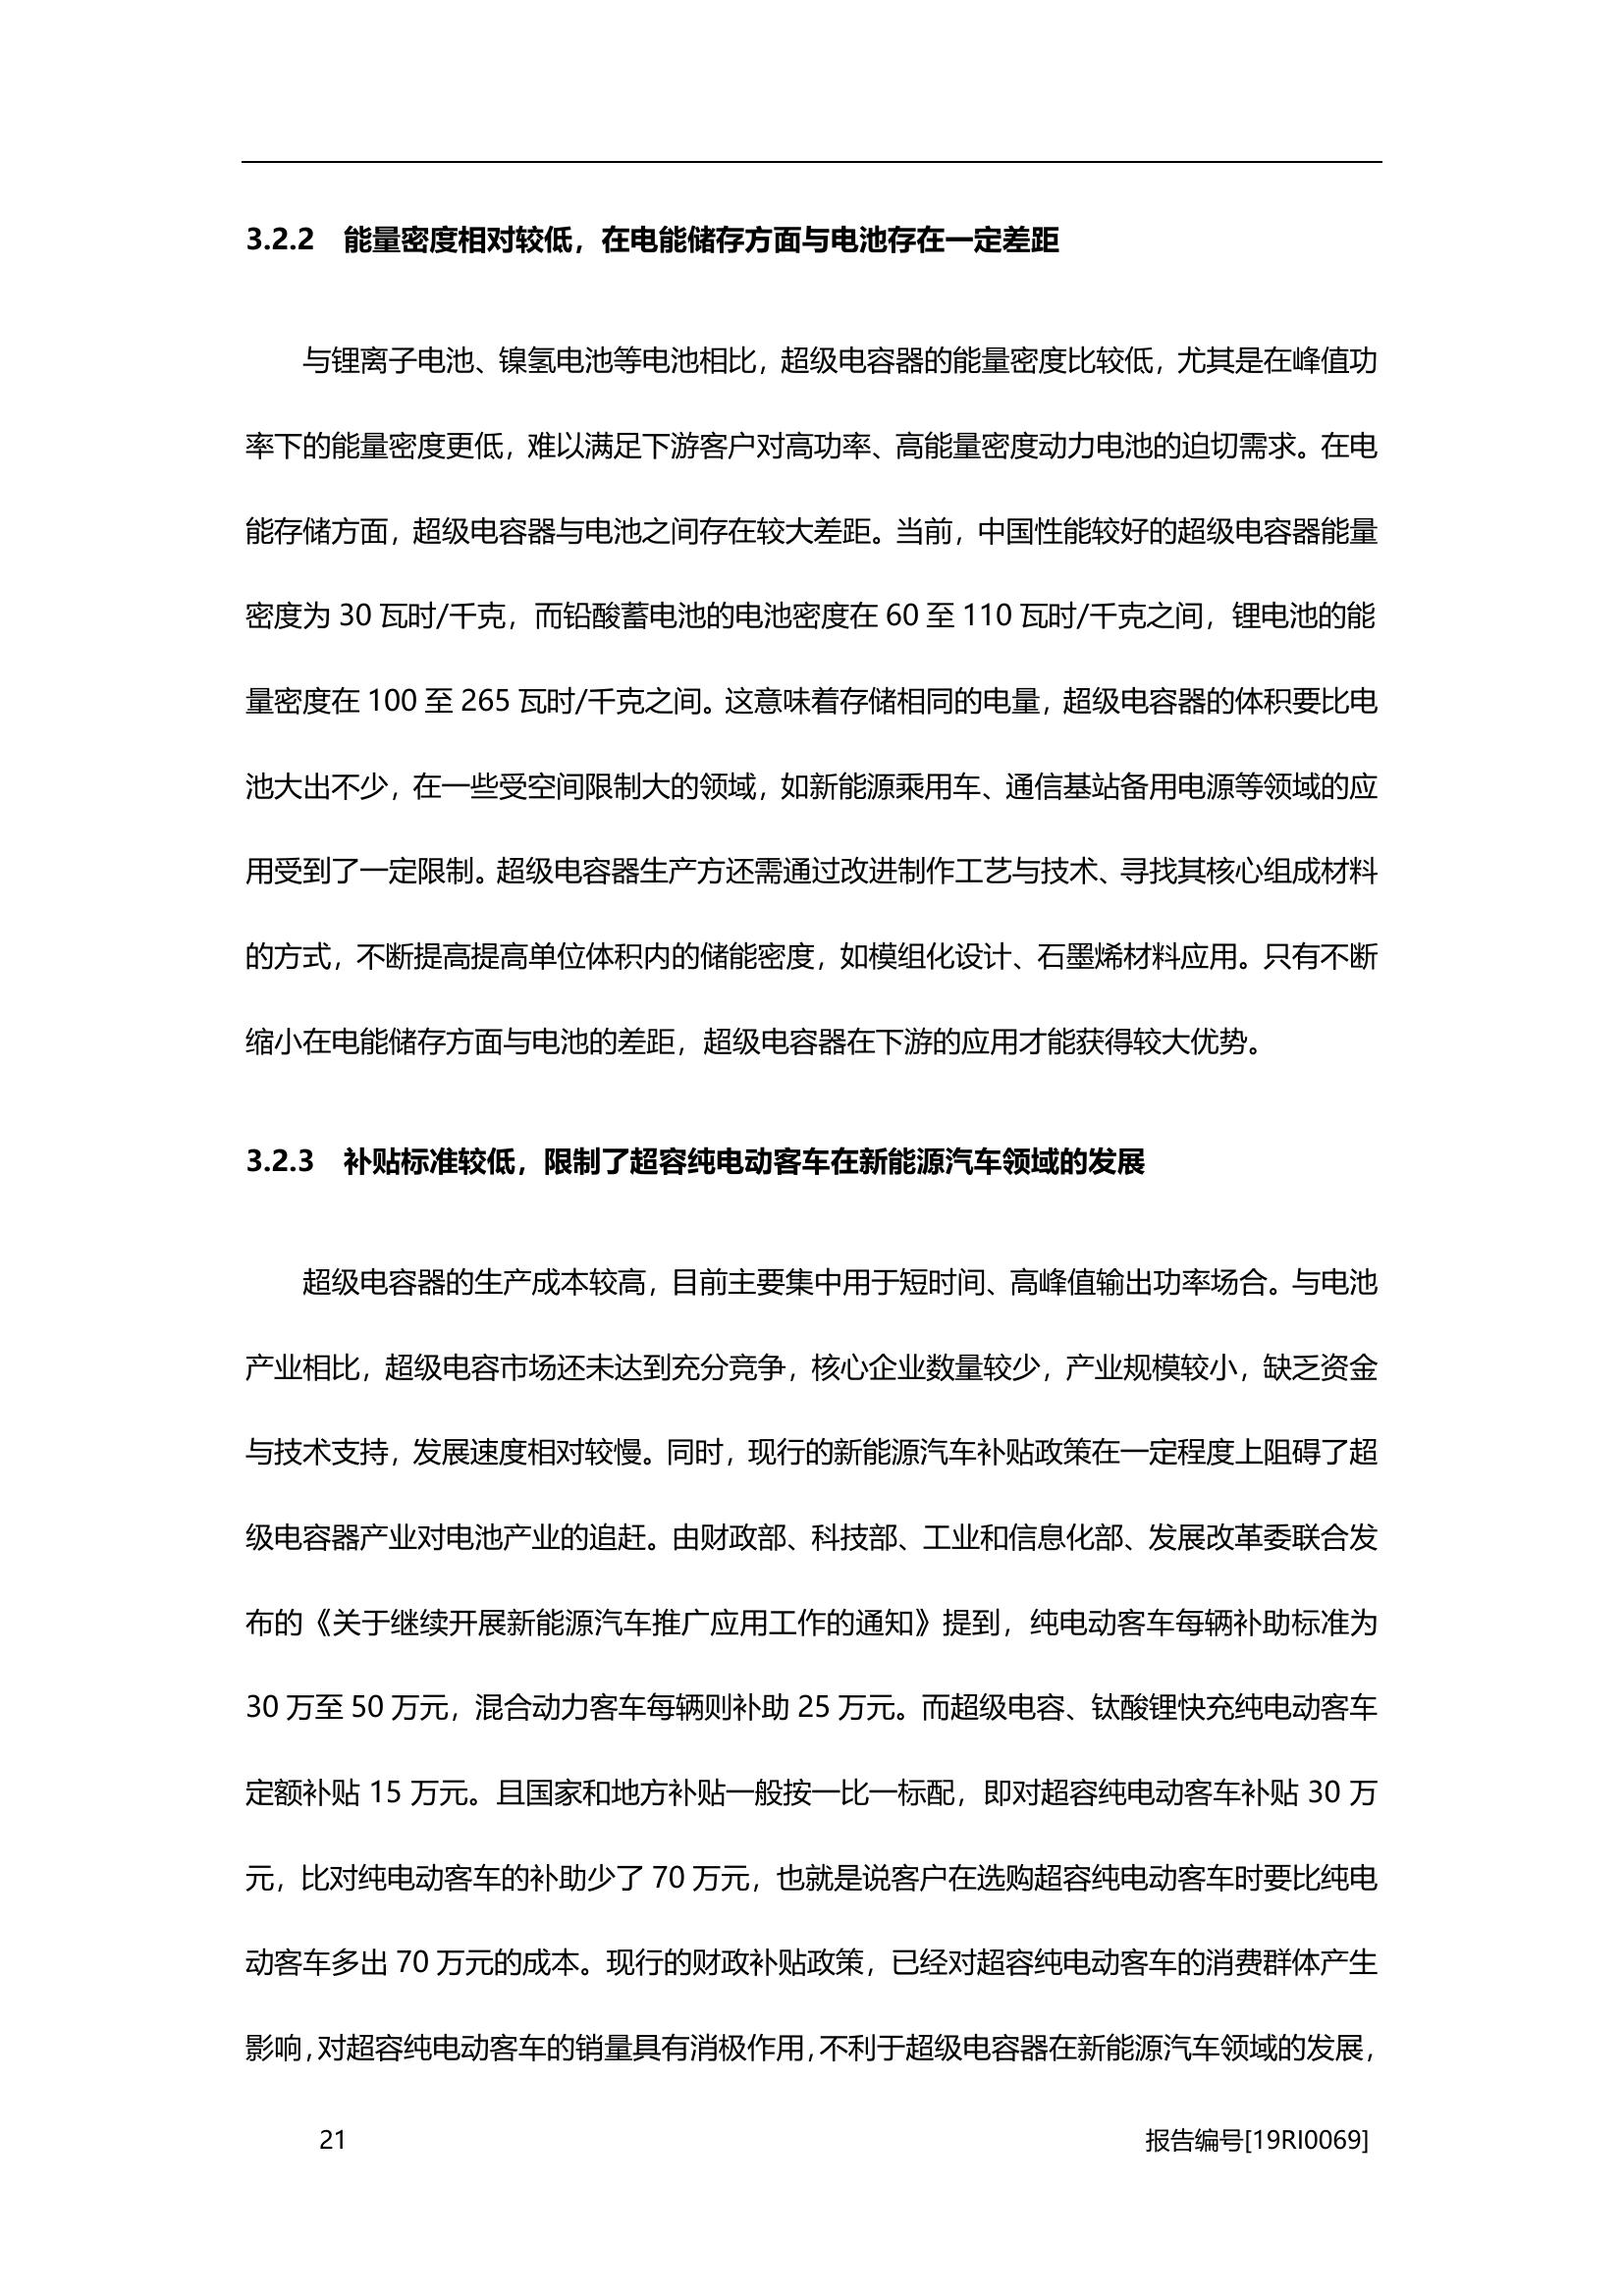 3.2.2 能量密度相对较低，在电能储存方面与电池存在一定差距
与锂离子电池、镍氢电池等电池相比，超级电容器的能量密度比较低，尤其是在峰值功
率下的能量密度更低，难以满足下游客户对高功率、高能量密度动力电池的迫切需求。在电
能存储方面，超级电容器与电池之间存在较大差距。当前，中国性能较好的超级电容器能量
密度为 30 瓦时/千克，而铅酸蓄电池的电池密度在 60 至 110 瓦时/千克之间，锂电池的能
量密度在 100 至 265 瓦时/千克之间。这意味着存储相同的电量，超级电容器的体积要比电
池大出不少，在一些受空间限制大的领域，如新能源乘用车、通信基站备用电源等领域的应
用受到了一定限制。超级电容器生产方还需通过改进制作工艺与技术、寻找其核心组成材料
的方式，不断提高提高单位体积内的储能密度，如模组化设计、石墨烯材料应用。只有不断
缩小在电能储存方面与电池的差距，超级电容器在下游的应用才能获得较大优势。
3.2.3 补贴标准较低，限制了超容纯电动客车在新能源汽车领域的发展
超级电容器的生产成本较高，目前主要集中用于短时间、高峰值输出功率场合。与电池
产业相比，超级电容市场还未达到充分竞争，核心企业数量较少，产业规模较小，缺乏资金
与技术支持，发展速度相对较慢。同时，现行的新能源汽车补贴政策在一定程度上阻碍了超
级电容器产业对电池产业的追赶。由财政部、科技部、工业和信息化部、发展改革委联合发
布的《关于继续开展新能源汽车推广应用工作的通知》提到，纯电动客车每辆补助标准为
30 万至 50 万元，混合动力客车每辆则补助 25 万元。而超级电容、钛酸锂快充纯电动客车
定额补贴 15 万元。且国家和地方补贴一般按一比一标配，即对超容纯电动客车补贴 30 万
元，比对纯电动客车的补助少了 70 万元，也就是说客户在选购超容纯电动客车时要比纯电
动客车多出 70 万元的成本。现行的财政补贴政策，已经对超容纯电动客车的消费群体产生
影响，对超容纯电动客车的销量具有消极作用，不利于超级电容器在新能源汽车领域的发展，
21 报告编号[19RI0069]